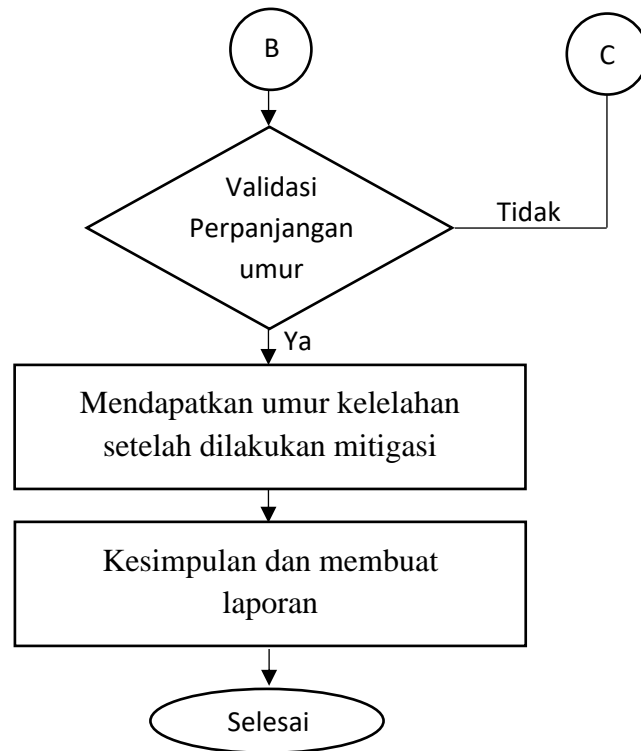 B
C
Validasi
Perpanjangan
umur
Tidak
Ya
Mendapatkan umur kelelahan
setelah dilakukan mitigasi
Kesimpulan dan membuat
laporan
Selesai